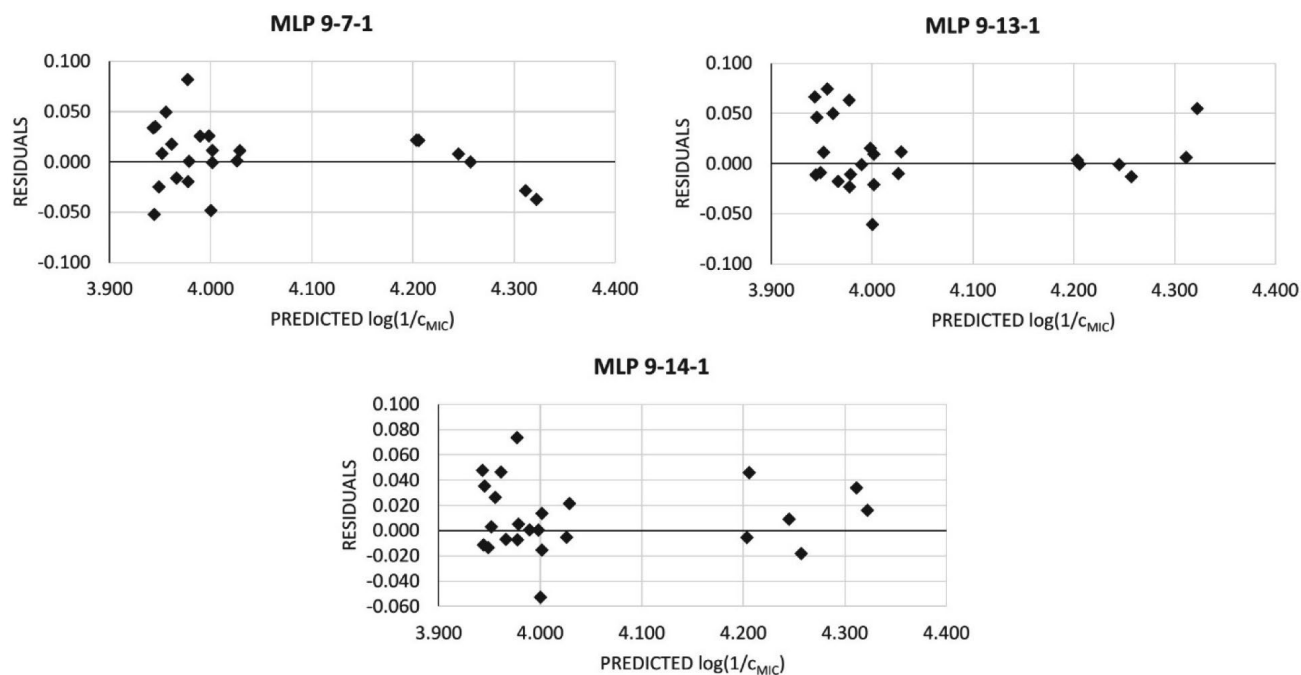 MLP 9-7-1
0.100
0.050
0.000
-0.050
-0.100
RESIDUALS
3.900 4.000 4.100 4.200 4.300 4.400
PREDICTED log(1/cMIC)
MLP 9-13-1
0.100
0.050
0.000
-0.050
-0.100
RESIDUALS
3.900 4.000 4.100 4.200 4.300 4.400
PREDICTED log(1/cMIC)
MLP 9-14-1
0.100
0.080
0.060
0.040
0.020
0.000
-0.020
-0.040
-0.060
RESIDUALS
3.900 4.000 4.100 4.200 4.300 4.400
PREDICTED log(1/cMIC)